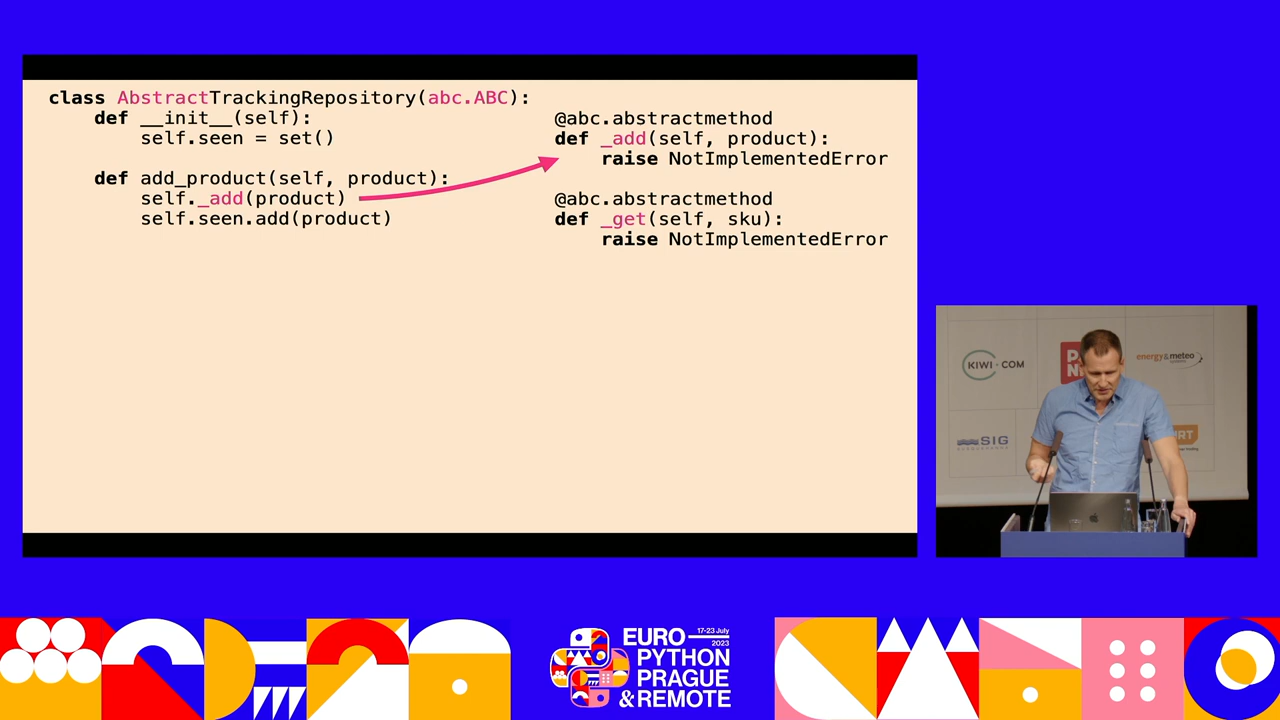 class AbstractTrackingRepository(abc.ABC):
    def __init__(self):
        self.seen = set()
    def add_product(self, product):
        self._add(product)
        self.seen.add(product)
@abc.abstractmethod
def _add(self, product):
    raise NotImplementedError
@abc.abstractmethod
def _get(self, sku):
    raise NotImplementedError
KIWI.COM
energy & meteo
systems
SIG
17-23 July
2023
EURO
PYTHON
PRAGUE
& REMOTE